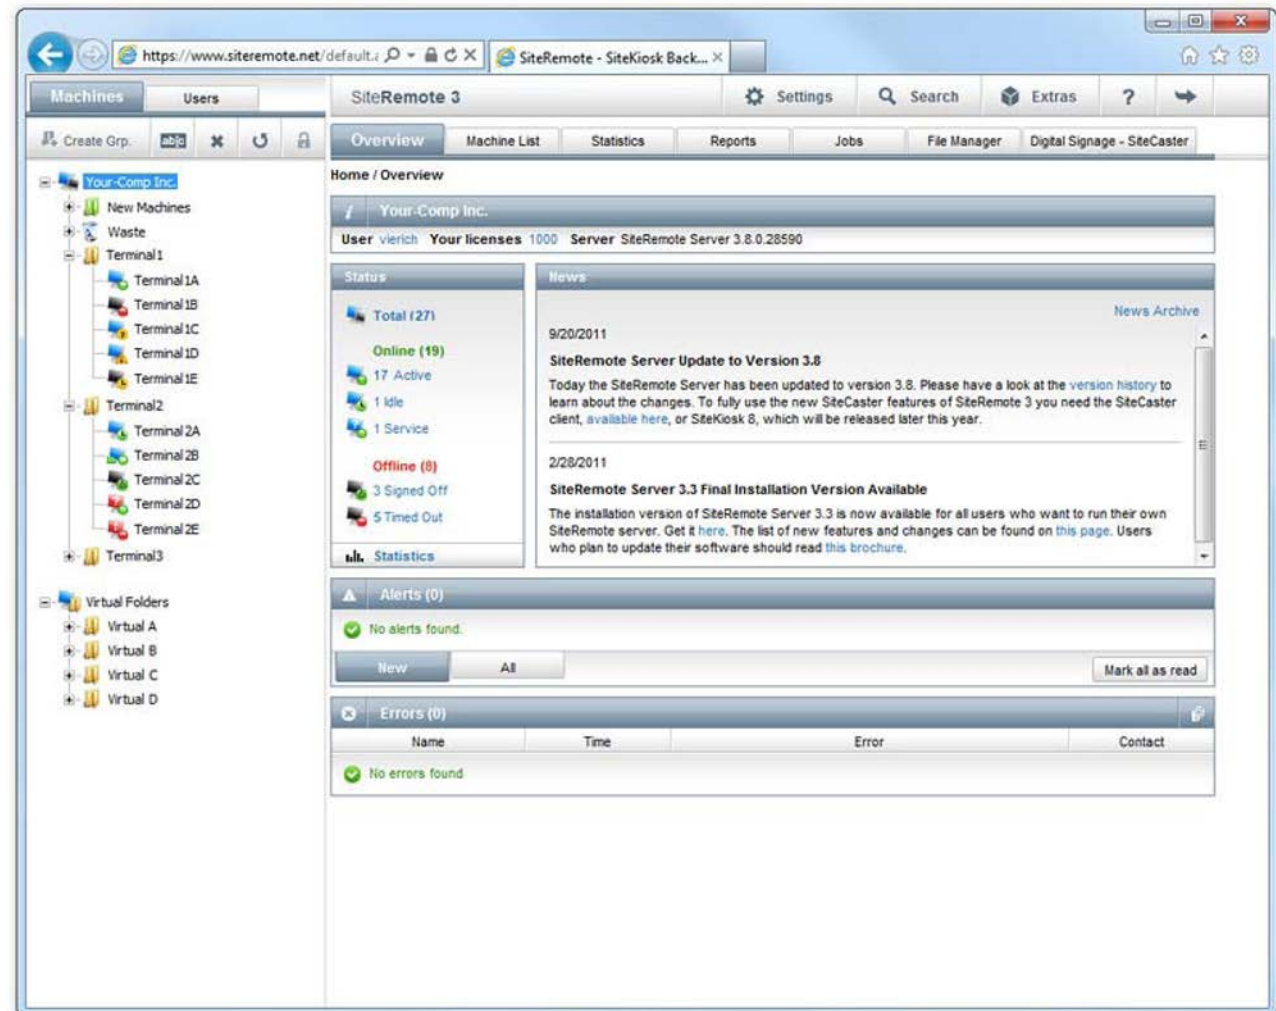 https://www.siteremote.net/default.a
SiteRemote - SiteKiosk Back...
Machines
Users
SiteRemote 3
Settings
Search
Extras
?
Create Grp.
Overview
Machine List
Statistics
Reports
Jobs
File Manager
Digital Signage - SiteCaster
Your-Comp Inc.
New Machines
Waste
Terminal1
Terminal1A
Terminal1B
Terminal1C
Terminal1D
Terminal1E
Terminal2
Terminal2A
Terminal2B
Terminal2C
Terminal2D
Terminal2E
Terminal3
Virtual Folders
Virtual A
Virtual B
Virtual C
Virtual D
Home / Overview
Your-Comp Inc.
User vierich Your licenses 1000 Server SiteRemote Server 3.8.0.28590
Status
Total (27)
Online (19)
17 Active
1 Idle
1 Service
Offline (8)
3 Signed Off
5 Timed Out
Statistics
News
News Archive
9/20/2011
SiteRemote Server Update to Version 3.8
Today the SiteRemote Server has been updated to version 3.8. Please have a look at the version history to
learn about the changes. To fully use the new SiteCaster features of SiteRemote 3 you need the SiteCaster
client, available here, or SiteKiosk 8, which will be released later this year.
2/28/2011
SiteRemote Server 3.3 Final Installation Version Available
The installation version of SiteRemote Server 3.3 is now available for all users who want to run their own
SiteRemote server. Get it here. The list of new features and changes can be found on this page. Users
who plan to update their software should read this brochure.
Alerts (0)
No alerts found.
New
All
Mark all as read
Errors (0)
Name
Time
Error
Contact
No errors found